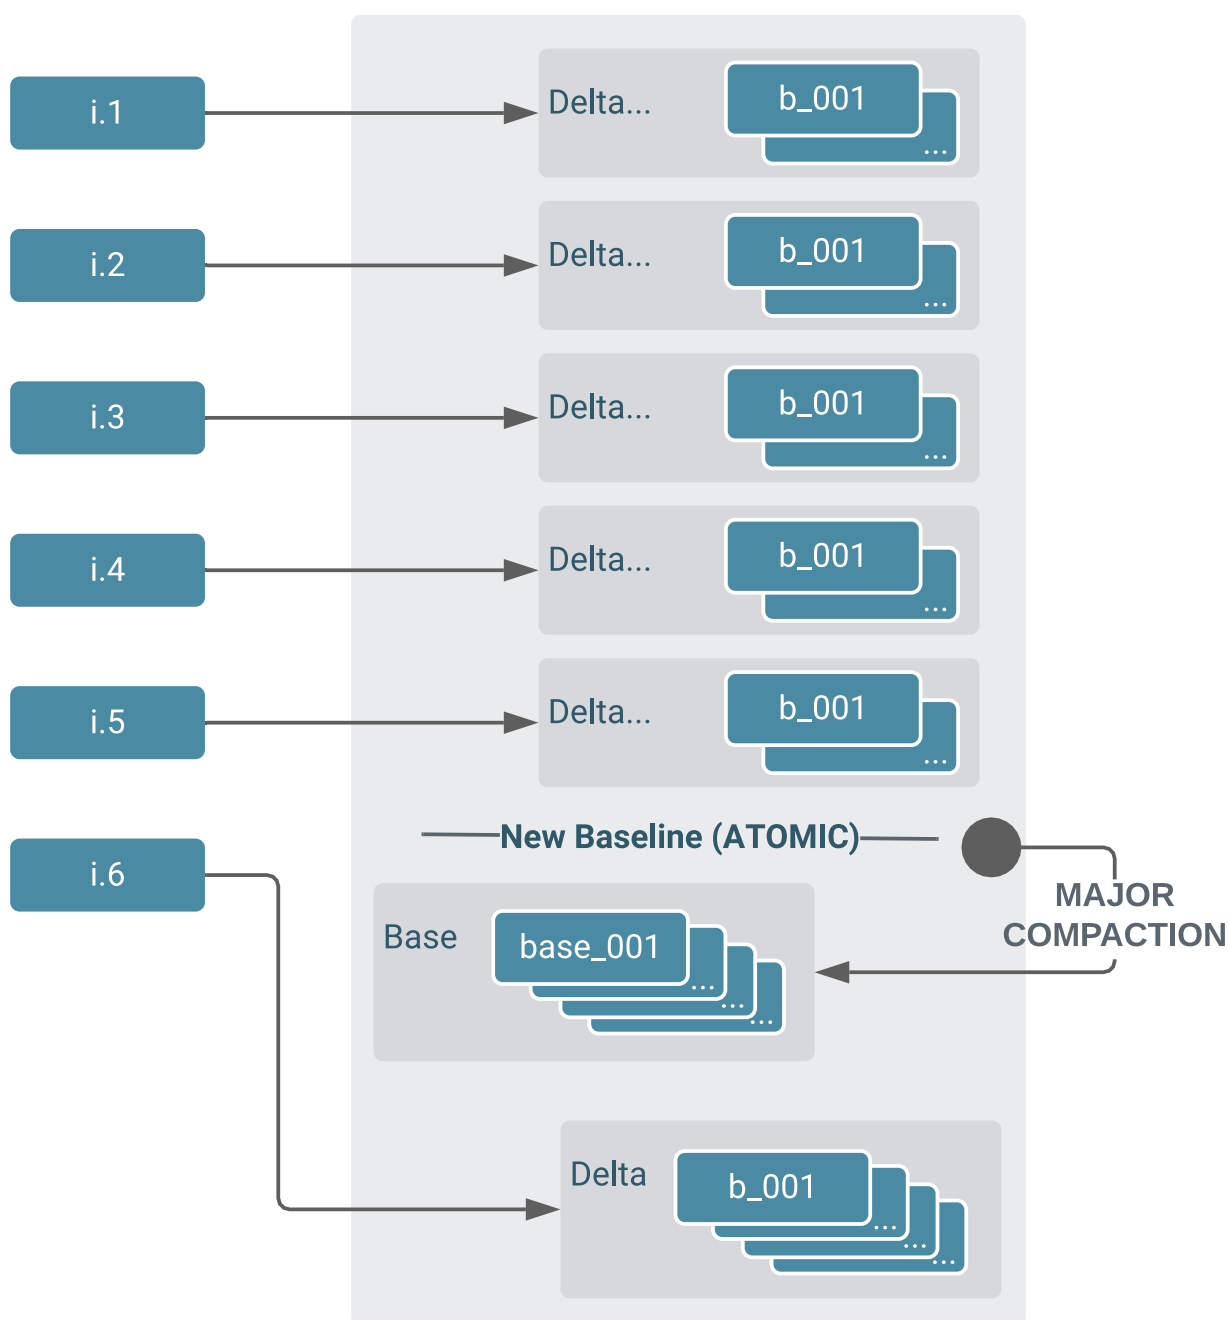 i.1
Delta...
b_001
...
i.2
Delta...
b_001
...
i.3
Delta...
b_001
...
i.4
Delta...
b_001
...
i.5
Delta...
b_001
...
New Baseline (ATOMIC)
i.6
MAJOR
COMPACTION
Base
base_001
...
...
...
Delta
b_001
...
...
...